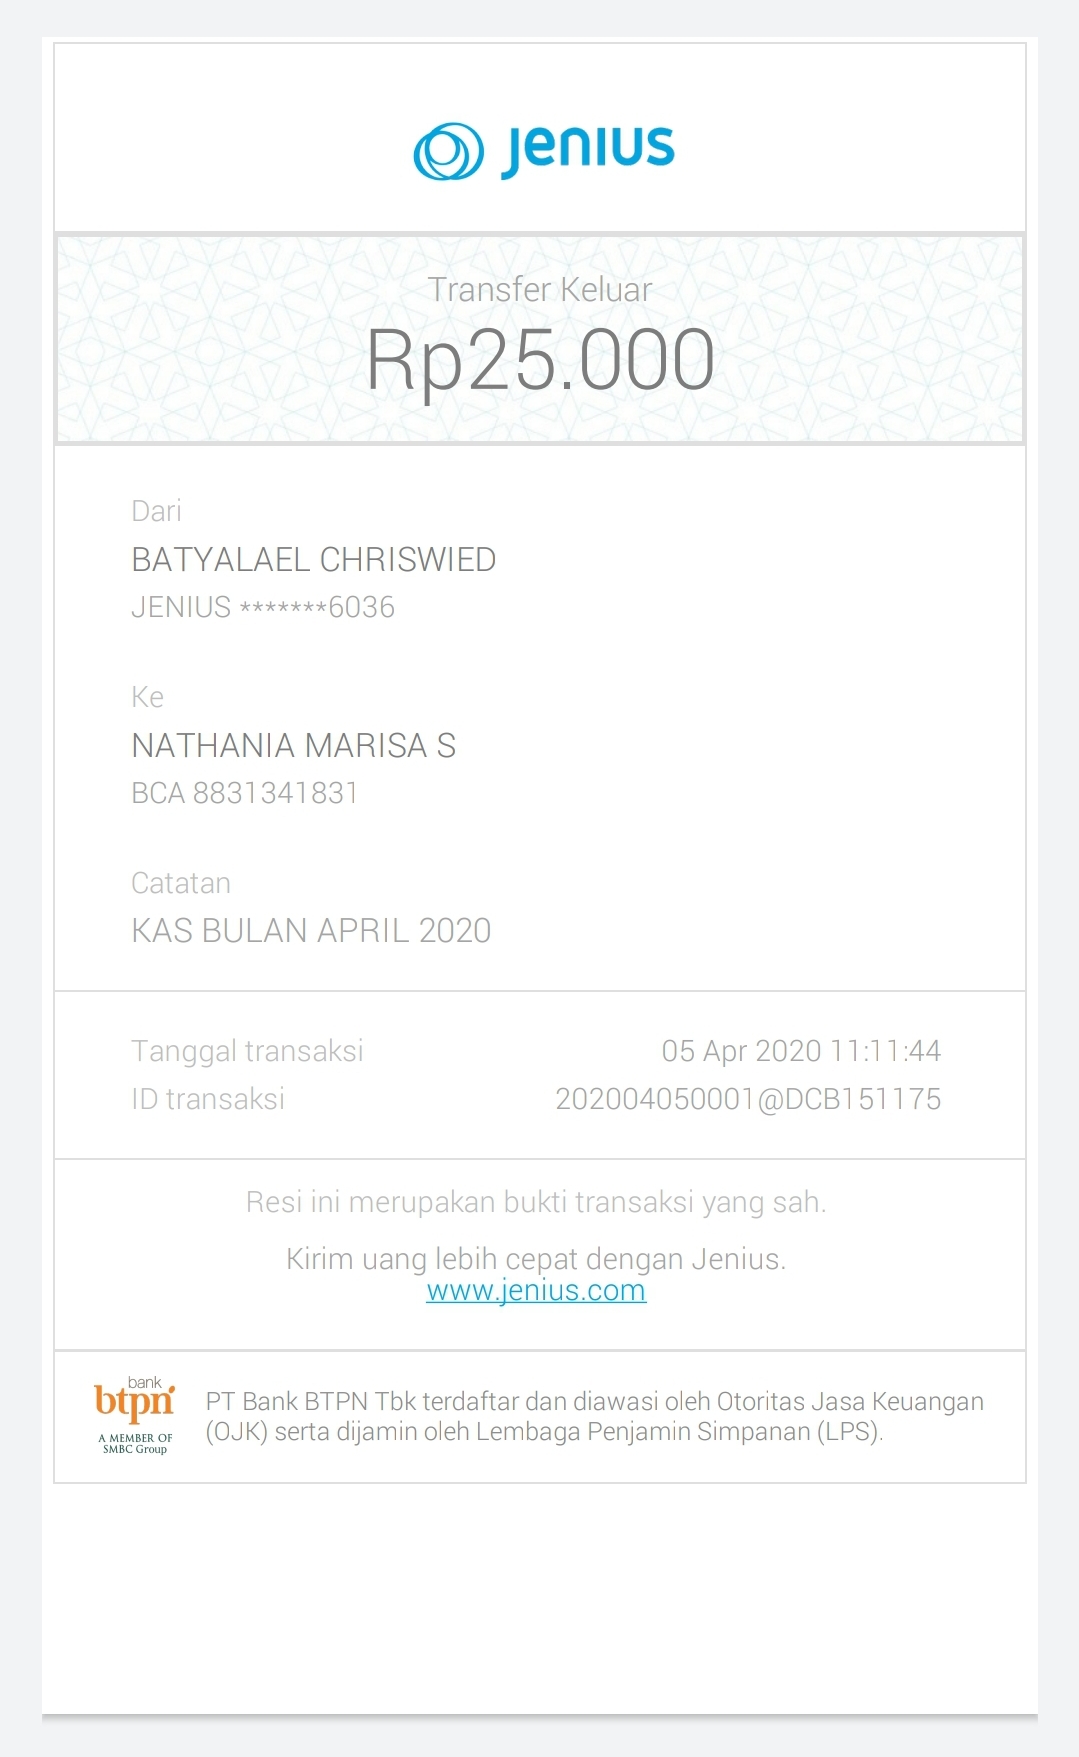 Jenius
Transfer Keluar
Rp25.000
Dari
BATYALAEL CHRISWIED
JENIUS *******6036
Ke
NATHANIA MARISA S
BCA 8831341831
Catatan
KAS BULAN APRIL 2020
Tanggal transaksi 05 Apr 2020 11:11:44
ID transaksi 202004050001@DCB151175
Resi ini merupakan bukti transaksi yang sah.
Kirim uang lebih cepat dengan Jenius.
www.jenius.com
bank
btpn
A MEMBER OF
SMBC Group
PT Bank BTPN Tbk terdaftar dan diawasi oleh Otoritas Jasa Keuangan
(OJK) serta dijamin oleh Lembaga Penjamin Simpanan (LPS).